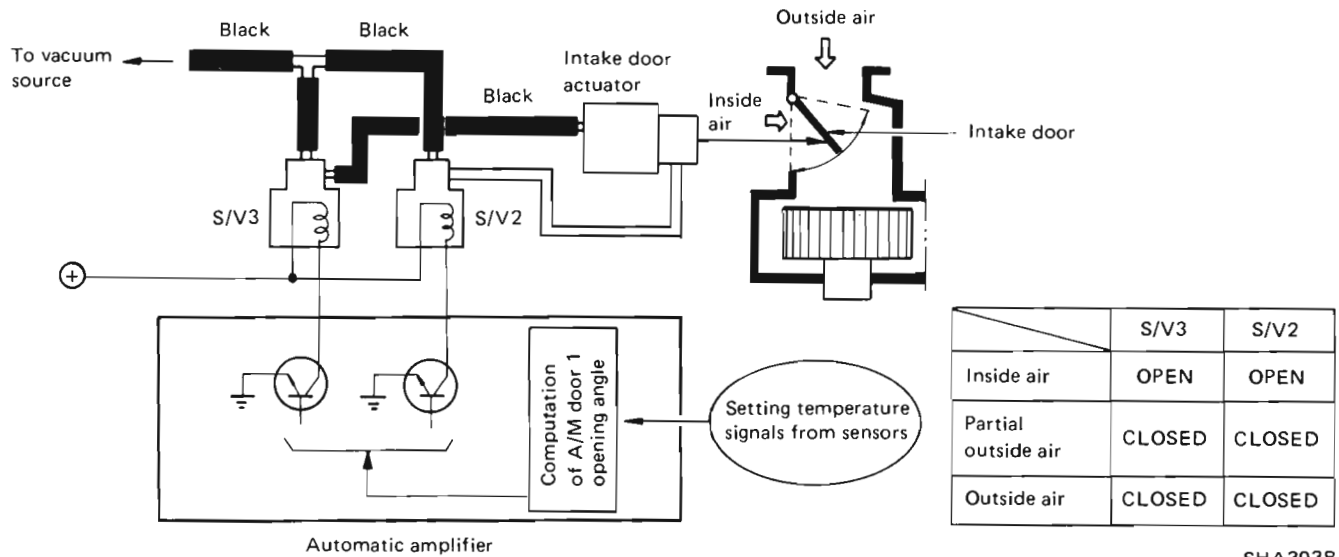 Outside air
Black
Black
To vacuum
source
Intake door
actuator
Black
Inside
air
Intake door
S/V3
S/V2
+
Computation
of A/M door 1
opening angle
Setting temperature
signals from sensors
Automatic amplifier
S/V3 S/V2
Inside air OPEN OPEN
Partial
outside air CLOSED CLOSED
Outside air CLOSED CLOSED